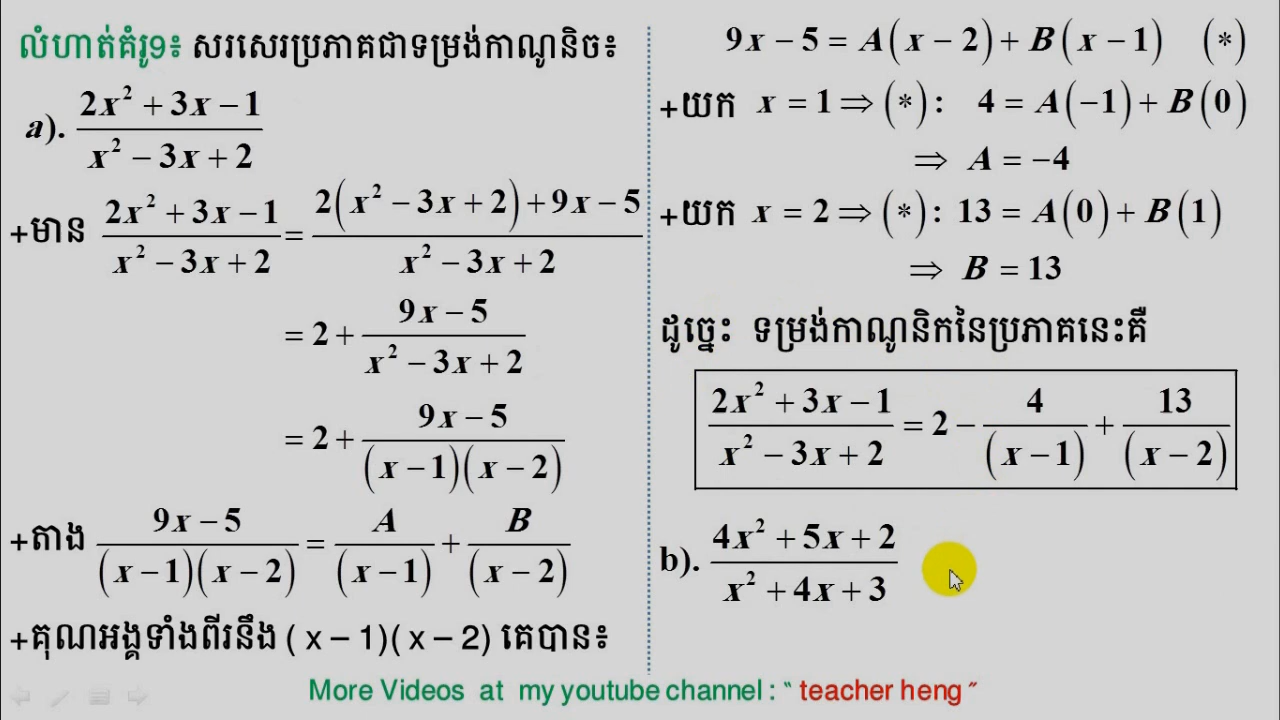 លំហាត់គំរូ9៖ សរសេរប្រភាគជាទម្រង់កាណូនិច៖
a). (2x² + 3x − 1)/(x² − 3x + 2)
+មាន (2x² + 3x − 1)/(x² − 3x + 2) = (2(x² − 3x + 2) + 9x − 5)/(x² − 3x + 2)
= 2 + (9x − 5)/(x² − 3x + 2)
= 2 + (9x − 5)/((x − 1)(x − 2))
+តាង (9x − 5)/((x − 1)(x − 2)) = A/(x − 1) + B/(x − 2)
+គុណអង្គទាំងពីរនឹង ( x – 1)( x – 2) គេបាន៖
9x − 5 = A(x − 2) + B(x − 1) (*)
+យក x = 1 ⇒ (*) : 4 = A(−1) + B(0)
⇒ A = −4
+យក x = 2 ⇒ (*) : 13 = A(0) + B(1)
⇒ B = 13
ដូច្នេះ ទម្រង់កាណូនិកនៃប្រភាគនេះគឺ
(2x² + 3x − 1)/(x² − 3x + 2) = 2 − 4/(x − 1) + 13/(x − 2)
b). (4x² + 5x + 2)/(x² + 4x + 3)
More Videos at my youtube channel : “ teacher heng ”